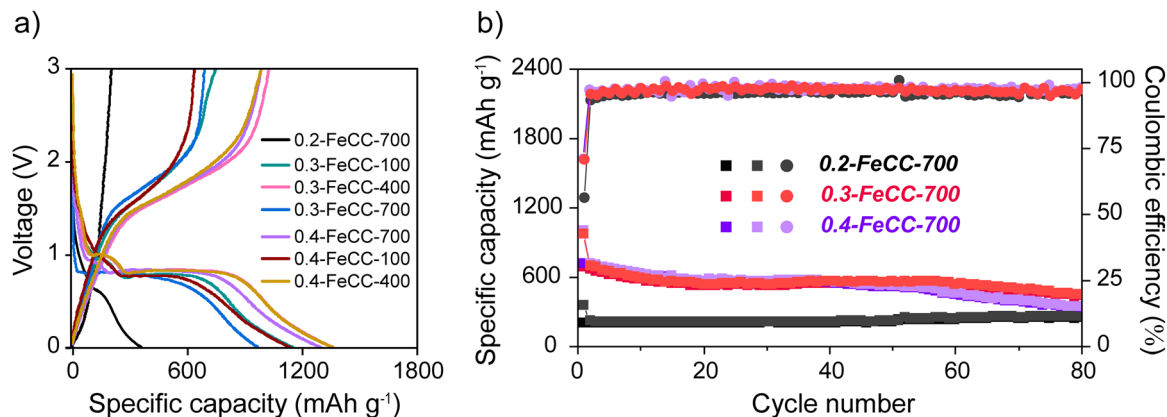 a)
3
2
1
0
Voltage (V)
0.2-FeCC-700
0.3-FeCC-100
0.3-FeCC-400
0.3-FeCC-700
0.4-FeCC-700
0.4-FeCC-100
0.4-FeCC-400
0
600
1200
1800
Specific capacity (mAh g⁻¹)
b)
2400
1800
1200
600
0
Specific capacity (mAh g⁻¹)
0.2-FeCC-700
0.3-FeCC-700
0.4-FeCC-700
100
75
50
25
0
Coulombic efficiency (%)
0
20
40
60
80
Cycle number